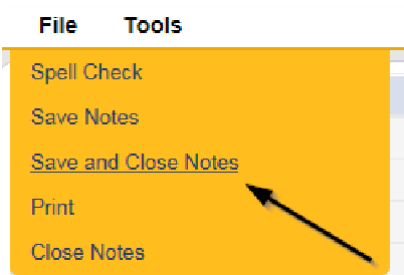 File Tools
Spell Check
Save Notes
Save and Close Notes
Print
Close Notes